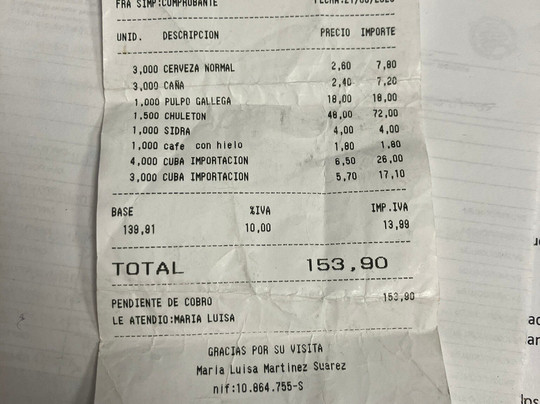 FRA SIMP:COMPROBANTE
UNID. DESCRIPCION PRECIO IMPORTE
3,000 CERVEZA NORMAL 2,60 7,80
3,000 CAÑA 2,40 7,20
1,000 PULPO GALLEGA 18,00 18,00
1,500 CHULETON 48,00 72,00
1,000 SIDRA 4,00 4,00
1,000 cafe con hielo 1,80 1,80
4,000 CUBA IMPORTACION 6,50 26,00
3,000 CUBA IMPORTACION 5,70 17,10
BASE %IVA IMP.IVA
139,91 10,00 13,99
TOTAL 153,90
PENDIENTE DE COBRO 153,90
LE ATENDIO:MARIA LUISA
GRACIAS POR SU VISITA
Maria Luisa Martinez Suarez
nif:10.864.755-S